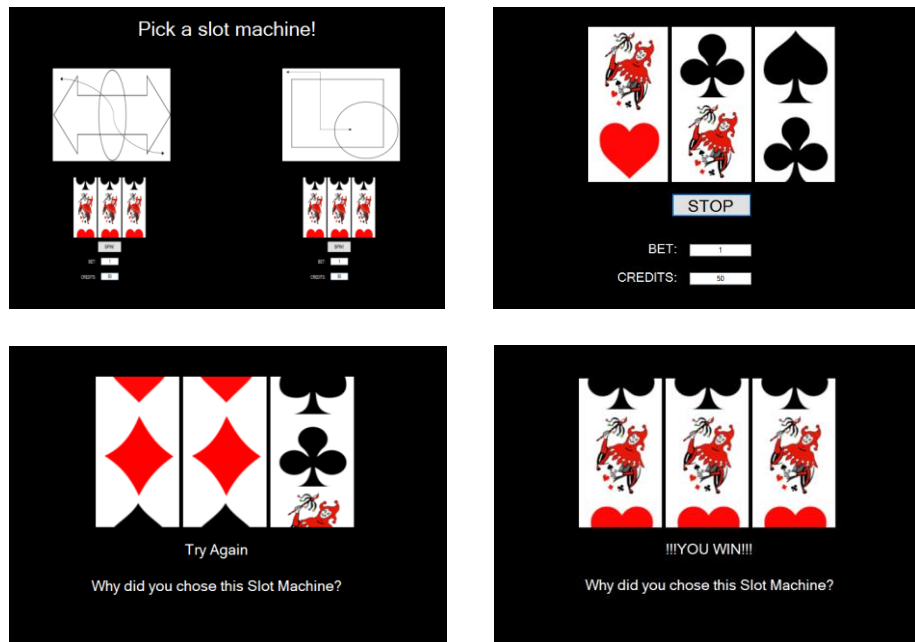 Pick a slot machine!
SPIN! SPIN!
BET: 1 BET: 1
CREDITS: 50 CREDITS: 50
STOP
BET: 1
CREDITS: 50
Try Again
Why did you chose this Slot Machine?
!!!YOU WIN!!!
Why did you chose this Slot Machine?